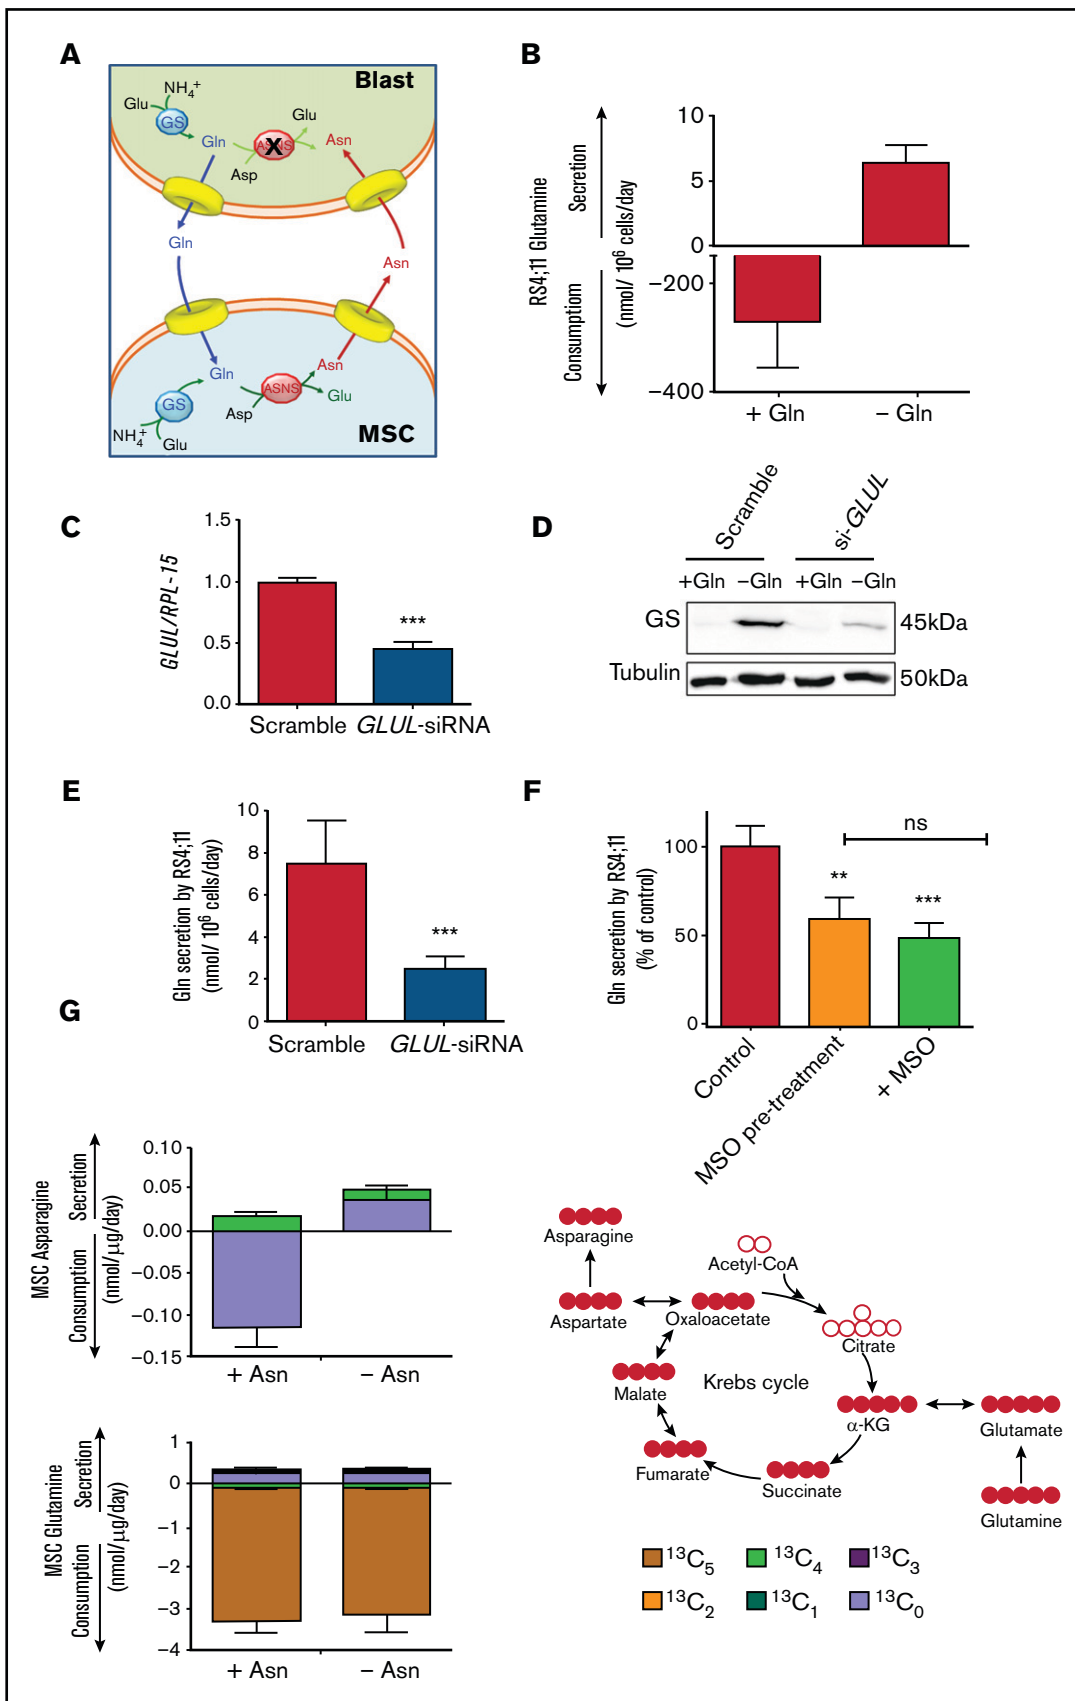 A
Blast
NH4+
Glu
GS
Gln
ASNS
X
Glu
Asn
Asp
Gln
Asn
Gln
Asn
ASNS
Glu
GS
Asp
NH4+
Glu
MSC
B
RS4;11 Glutamine
Consumptiom
Secretion
(nmol/ 10⁶ cells/day)
10
5
0
−200
−400
+ Gln
− Gln
C
GLUL/RPL-15
1.5
1.0
0.5
0.0
***
Scramble
GLUL-siRNA
D
Scramble
si-GLUL
+Gln −Gln +Gln −Gln
GS
45kDa
Tubulin
50kDa
E
Gln secretion by RS4;11
(nmol/ 10⁶ cells/day)
10
8
6
4
2
0
***
Scramble
GLUL-siRNA
F
Gln secretion by RS4;11
(% of control)
100
50
0
ns
**
***
Control
MSO pre-treatment
+ MSO
G
MSC Asparagine
Consumption
Secretion
(nmol/µg/day)
0.10
0.05
0.00
−0.05
−0.10
−0.15
+ Asn
− Asn
MSC Glutamine
Consumption
Secretion
(nmol/µg/day)
1
0
−1
−2
−3
−4
+ Asn
− Asn
Asparagine
Acetyl-CoA
Aspartate
Oxaloacetate
Citrate
Malate
Krebs cycle
α-KG
Glutamate
Fumarate
Succinate
Glutamine
¹³C₅
¹³C₄
¹³C₃
¹³C₂
¹³C₁
¹³C₀